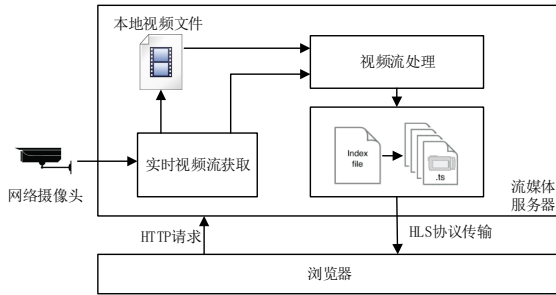 本地视频文件
视频流处理
实时视频流获取
Index
file
.ts
网络摄像头
流媒体
服务器
HTTP请求
HLS协议传输
浏览器